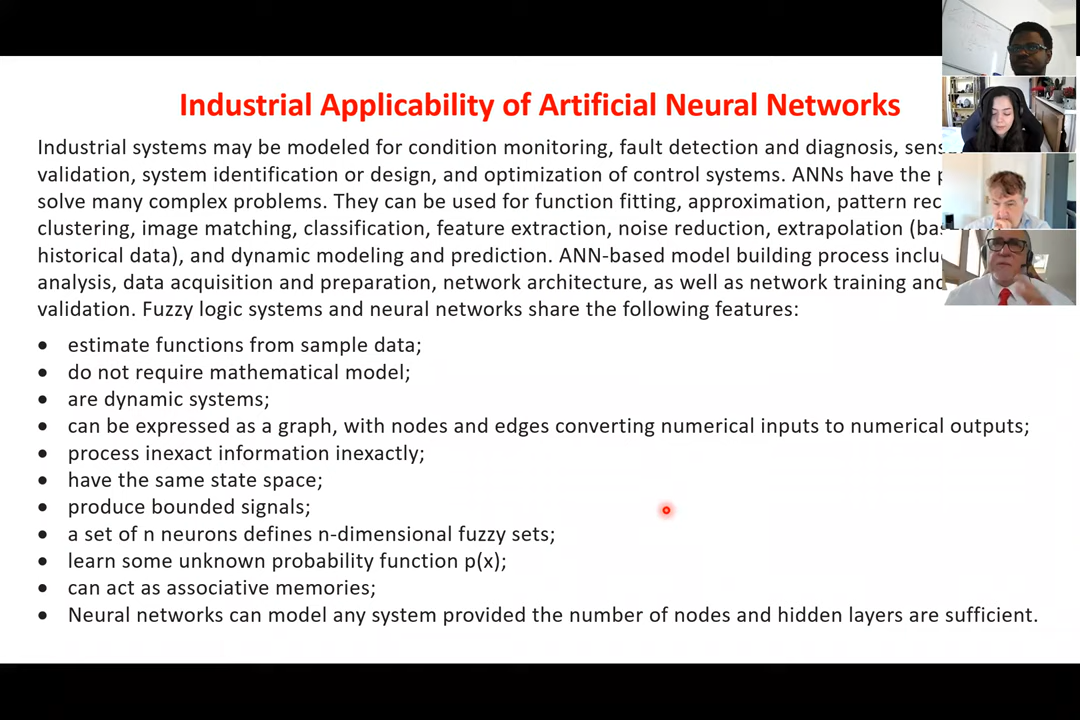 Industrial Applicability of Artificial Neural Networks
Industrial systems may be modeled for condition monitoring, fault detection and diagnosis,
validation, system identification or design, and optimization of control systems. ANNs have the
solve many complex problems. They can be used for function fitting, approximation, pattern
clustering, image matching, classification, feature extraction, noise reduction, extrapolation
historical data), and dynamic modeling and prediction. ANN-based model building process
analysis, data acquisition and preparation, network architecture, as well as network training and
validation. Fuzzy logic systems and neural networks share the following features:
• estimate functions from sample data;
• do not require mathematical model;
• are dynamic systems;
• can be expressed as a graph, with nodes and edges converting numerical inputs to numerical outputs;
• process inexact information inexactly;
• have the same state space;
• produce bounded signals;
• a set of n neurons defines n-dimensional fuzzy sets;
• learn some unknown probability function p(x);
• can act as associative memories;
• Neural networks can model any system provided the number of nodes and hidden layers are sufficient.